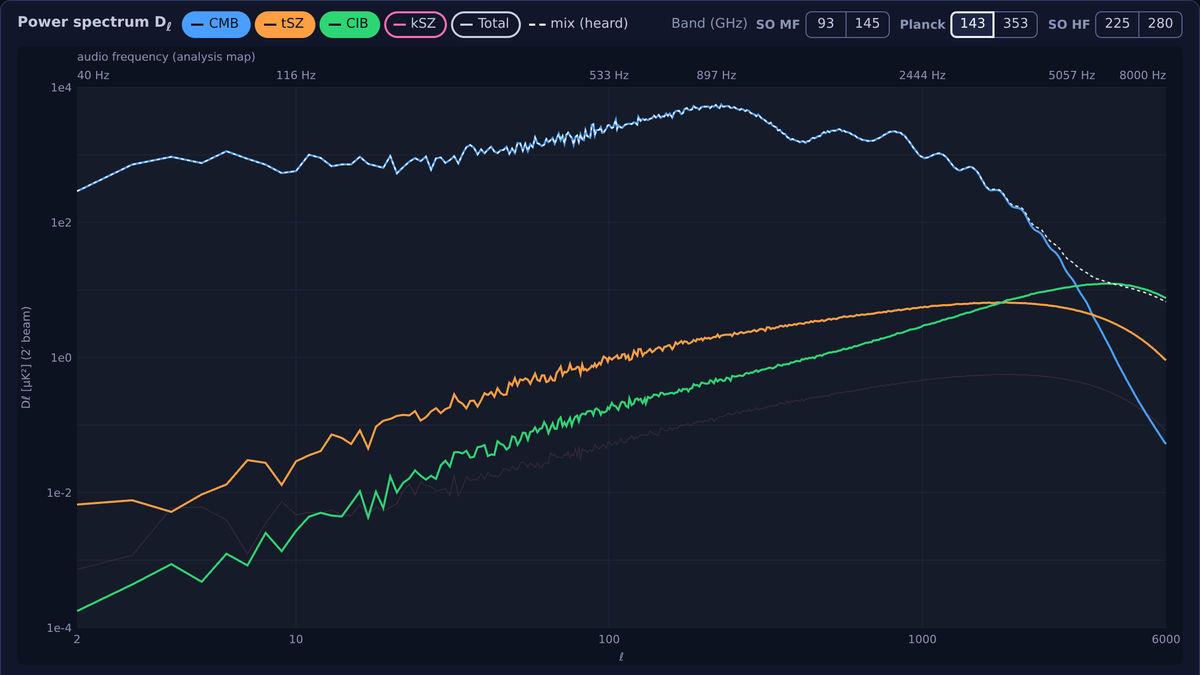 Power spectrum Dℓ CMB tSZ CIB kSZ Total mix (heard) Band (GHz) SO MF 93 145 Planck 143 353 SO HF 225 280
audio frequency (analysis map)
40 Hz 116 Hz 533 Hz 897 Hz 2444 Hz 5057 Hz 8000 Hz
1e4
1e2
1e0
1e-2
1e-4
Dℓ [μK²] (2′ beam)
2 10 100 1000 6000
ℓ